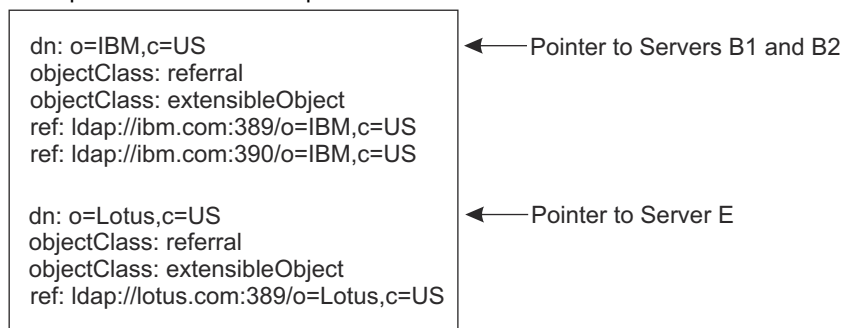 dn: o=IBM,c=US
Pointer to Servers B1 and B2
objectClass: referral
objectClass: extensibleObject
ref: ldap://ibm.com:389/o=IBM,c=US
ref: ldap://ibm.com:390/o=IBM,c=US
dn: o=Lotus,c=US
Pointer to Server E
objectClass: referral
objectClass: extensibleObject
ref: ldap://lotus.com:389/o=Lotus,c=US